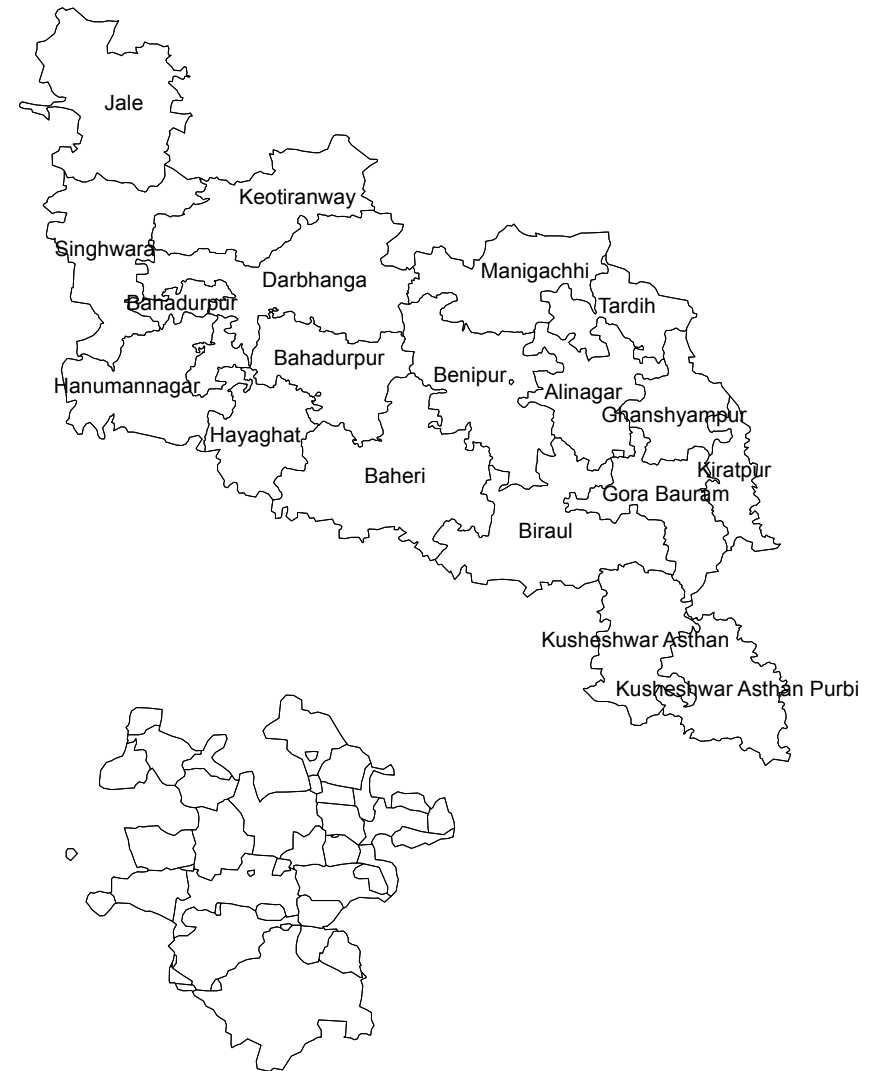 Jale
Keotiranway
Singhwara
Manigachhi
Darbhanga
Bahadurpur
Tardih
Bahadurpur
Benipur
Hanumannagar
Alinagar
Ghanshyampur
Hayaghat
Kiratpur
Baheri
Gora Bauram
Biraul
Kusheshwar Asthan
Kusheshwar Asthan Purbi